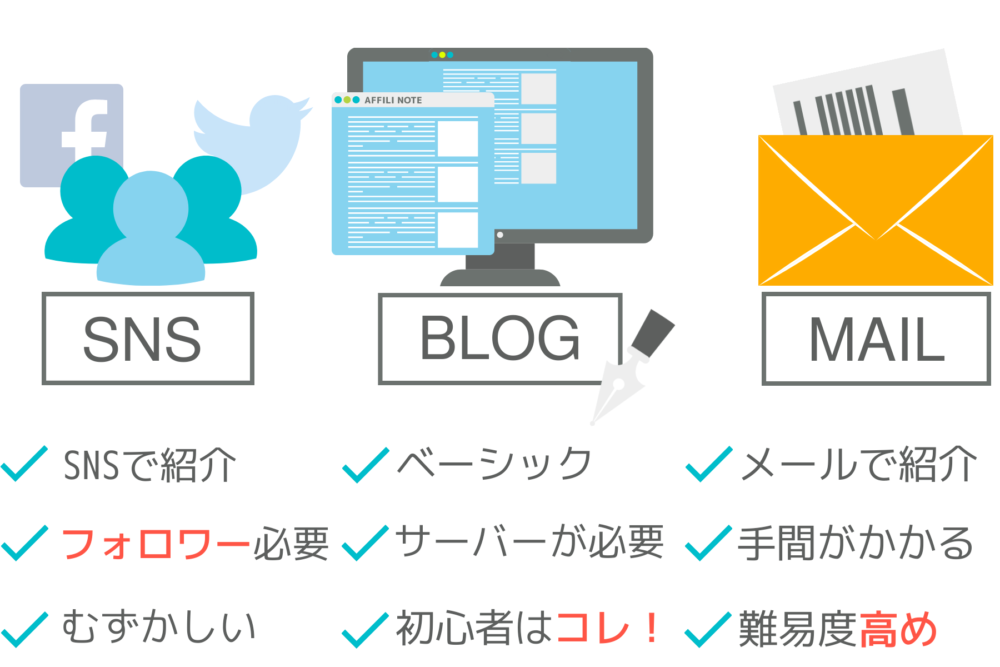 AFFILI NOTE
SNS
BLOG
MAIL
SNSで紹介
フォロワー必要
むずかしい
ベーシック
サーバーが必要
初心者はコレ！
メールで紹介
手間がかかる
難易度高め